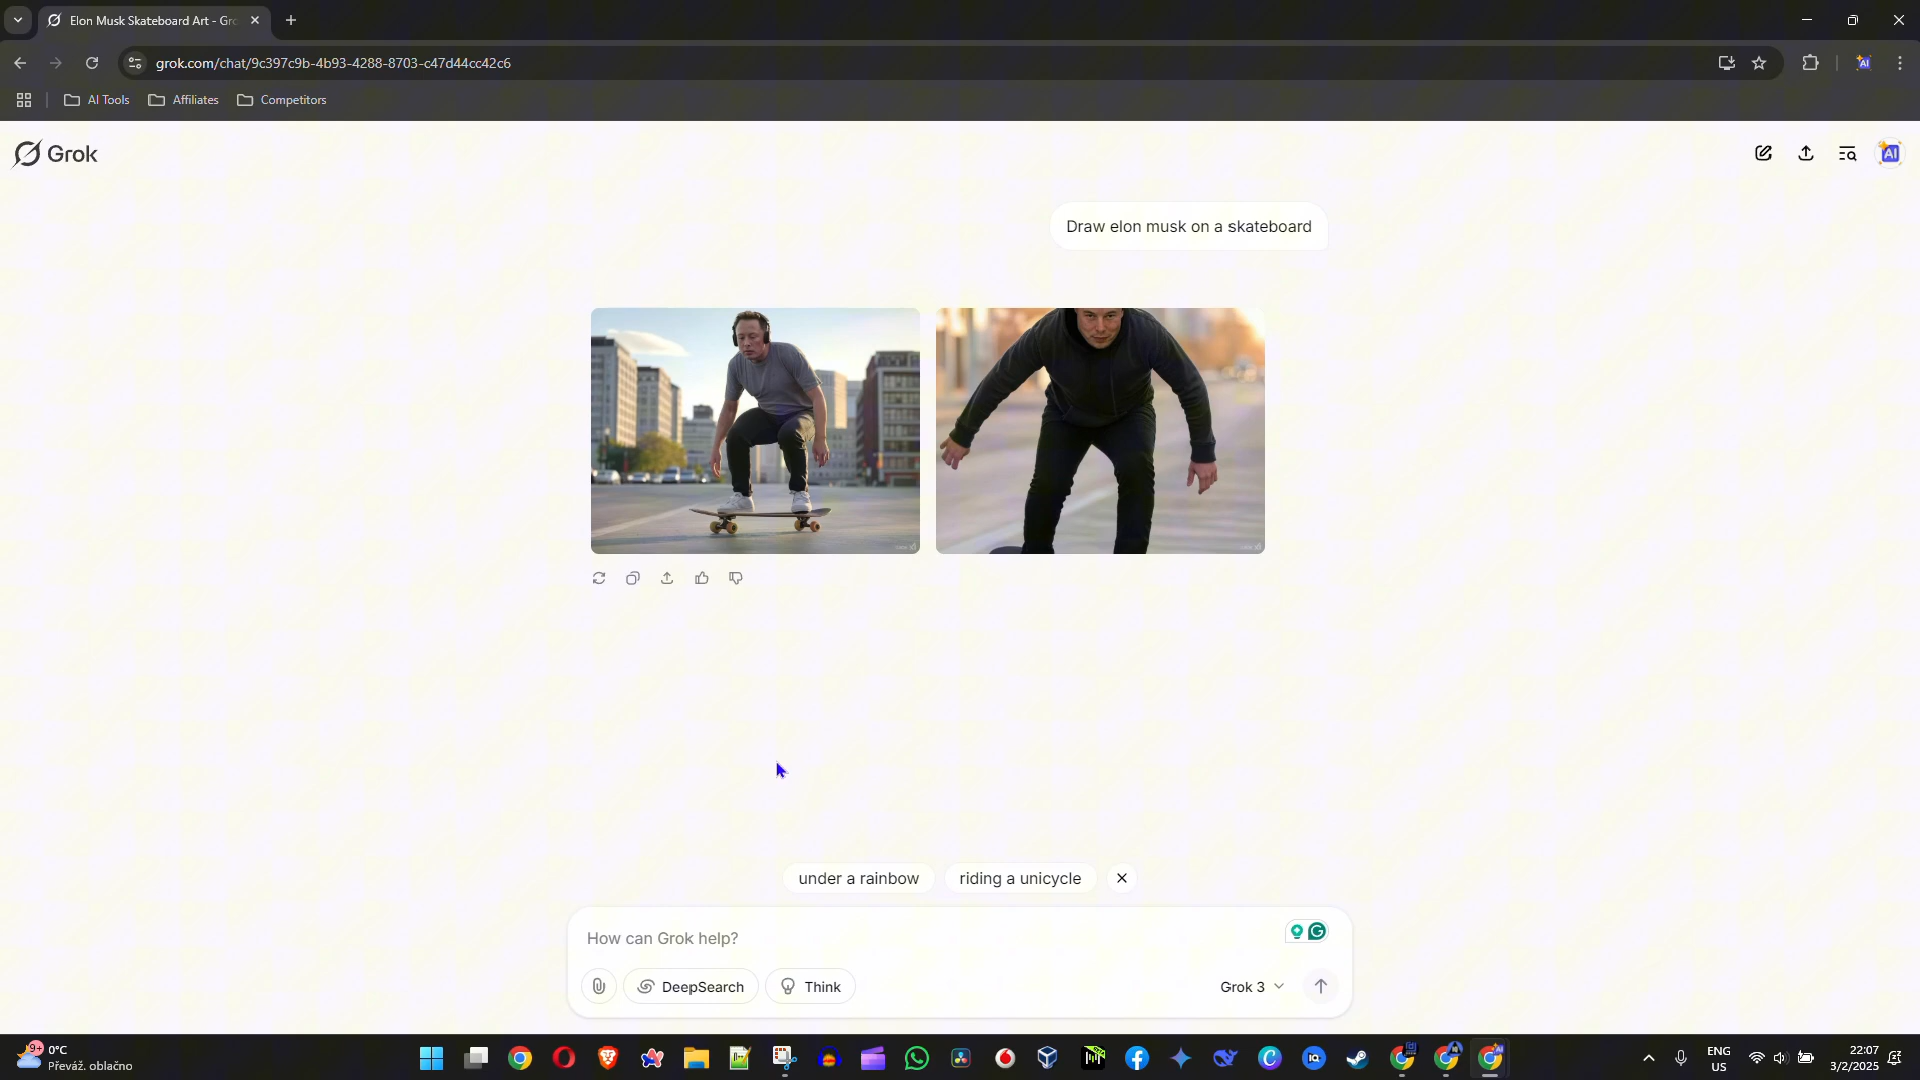 Elon Musk Skateboard Art - Gro
grok.com/chat/9c397c9b-4b93-4288-8703-c47d44cc42c6
AI Tools
Affiliates
Competitors
Grok
AI
Draw elon musk on a skateboard
under a rainbow
riding a unicycle
How can Grok help?
DeepSearch
Think
Grok 3
9+
0°C
Převáž. oblačno
ENG
US
22:07
3/2/2025